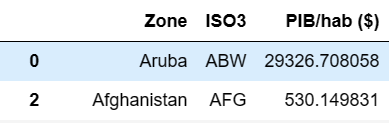 Zone ISO3 PIB/hab ($)
0 Aruba ABW 29326.708058
2 Afghanistan AFG 530.149831